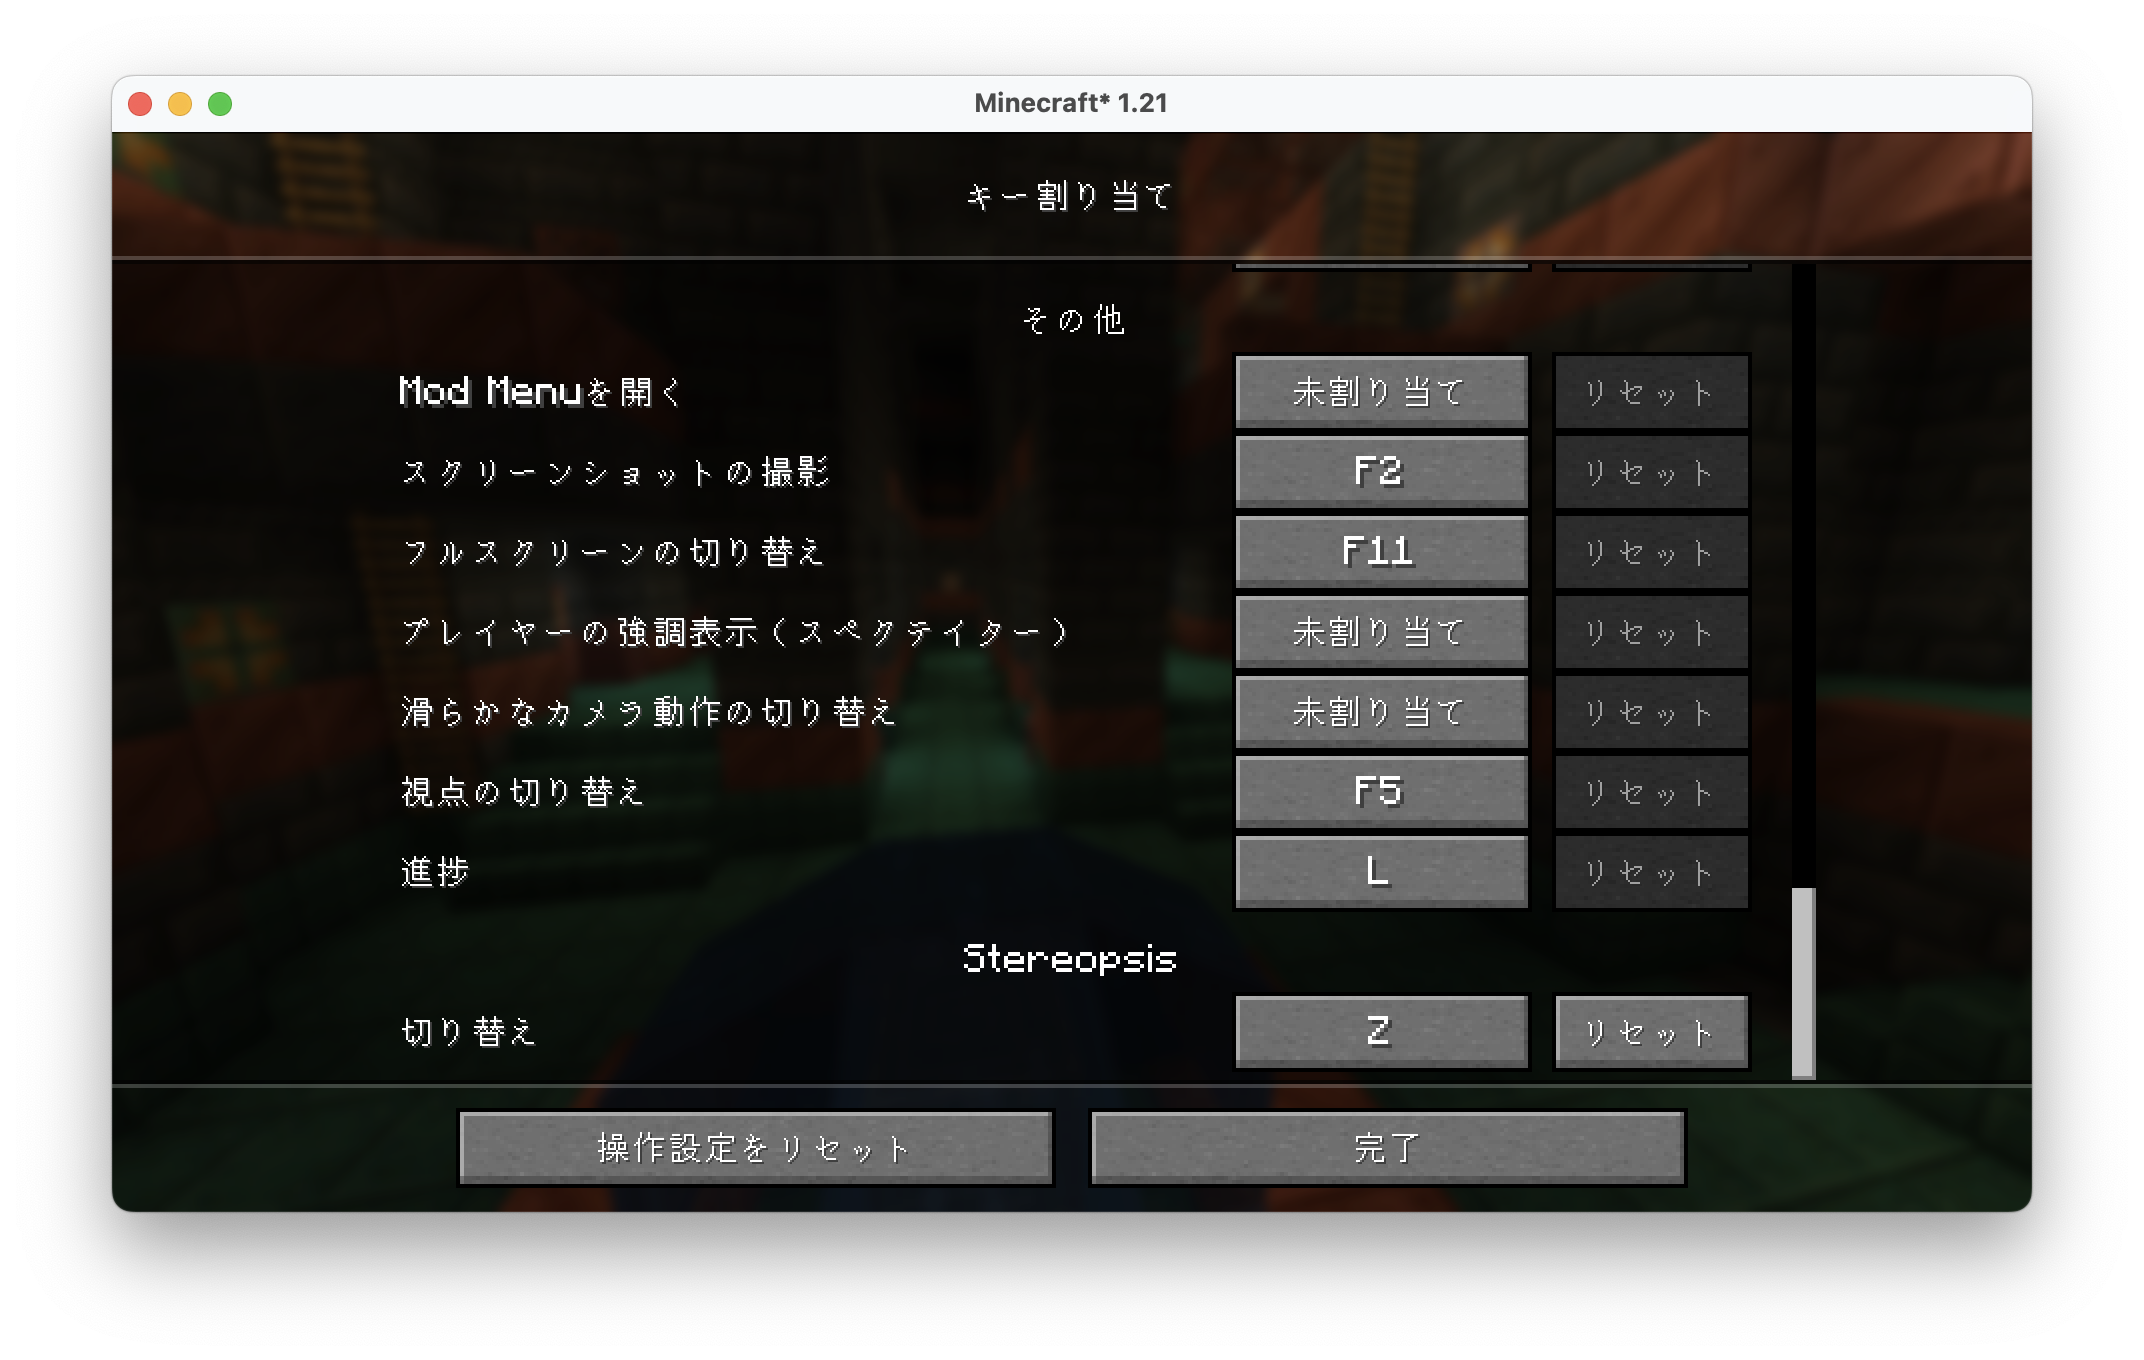 Minecraft* 1.21
キー割り当て
その他
Mod Menuを開く 未割り当て リセット
スクリーンショットの撮影 F2 リセット
フルスクリーンの切り替え F11 リセット
プレイヤーの強調表示（スペクテイター） 未割り当て リセット
滑らかなカメラ動作の切り替え 未割り当て リセット
視点の切り替え F5 リセット
進捗 L リセット
Stereopsis
切り替え Z リセット
操作設定をリセット 完了